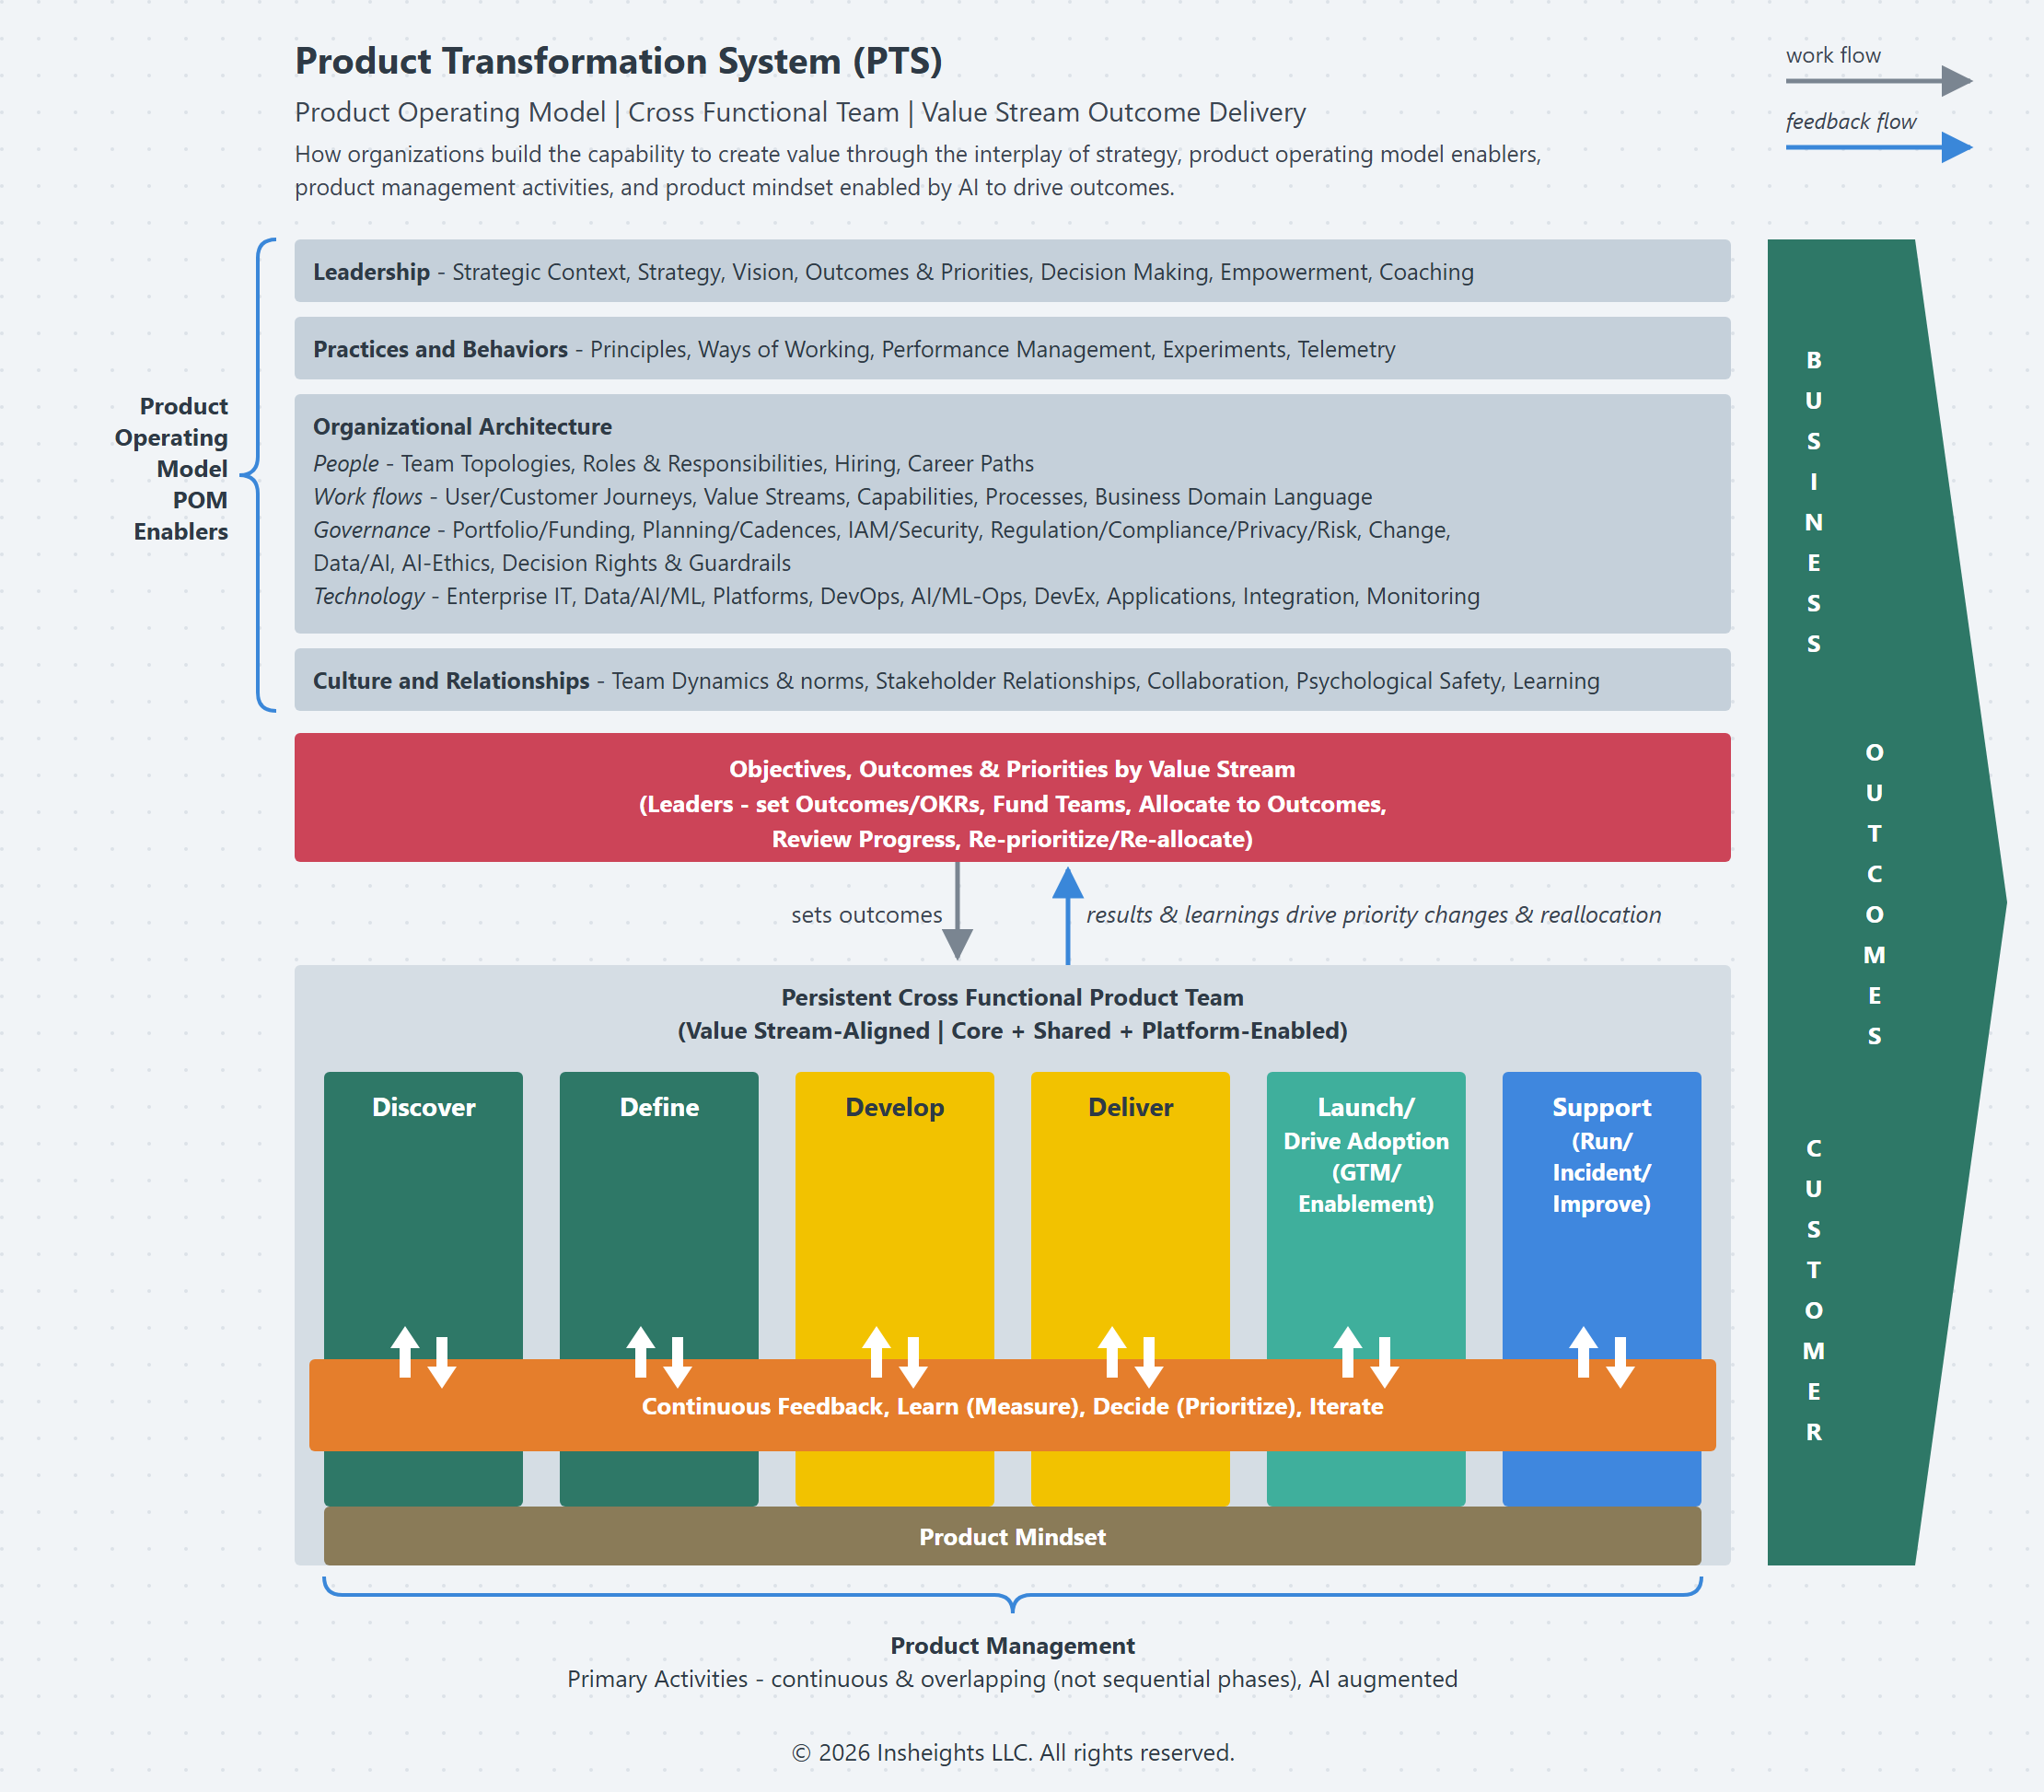 Product Transformation System (PTS)
Product Operating Model | Cross Functional Team | Value Stream Outcome Delivery
How organizations build the capability to create value through the interplay of strategy, product operating model enablers,
product management activities, and product mindset enabled by AI to drive outcomes.
work flow
feedback flow
Product
Operating
Model
POM
Enablers
Leadership - Strategic Context, Strategy, Vision, Outcomes & Priorities, Decision Making, Empowerment, Coaching
Practices and Behaviors - Principles, Ways of Working, Performance Management, Experiments, Telemetry
Organizational Architecture
People - Team Topologies, Roles & Responsibilities, Hiring, Career Paths
Work flows - User/Customer Journeys, Value Streams, Capabilities, Processes, Business Domain Language
Governance - Portfolio/Funding, Planning/Cadences, IAM/Security, Regulation/Compliance/Privacy/Risk, Change,
Data/AI, AI-Ethics, Decision Rights & Guardrails
Technology - Enterprise IT, Data/AI/ML, Platforms, DevOps, AI/ML-Ops, DevEx, Applications, Integration, Monitoring
Culture and Relationships - Team Dynamics & norms, Stakeholder Relationships, Collaboration, Psychological Safety, Learning
Objectives, Outcomes & Priorities by Value Stream
(Leaders - set Outcomes/OKRs, Fund Teams, Allocate to Outcomes,
Review Progress, Re-prioritize/Re-allocate)
sets outcomes
results & learnings drive priority changes & reallocation
Persistent Cross Functional Product Team
(Value Stream-Aligned | Core + Shared + Platform-Enabled)
Discover
Define
Develop
Deliver
Launch/
Drive Adoption
(GTM/
Enablement)
Support
(Run/
Incident/
Improve)
Continuous Feedback, Learn (Measure), Decide (Prioritize), Iterate
Product Mindset
Product Management
Primary Activities - continuous & overlapping (not sequential phases), AI augmented
BUSINESS
OUTCOMES
CUSTOMER
© 2026 Insheights LLC. All rights reserved.